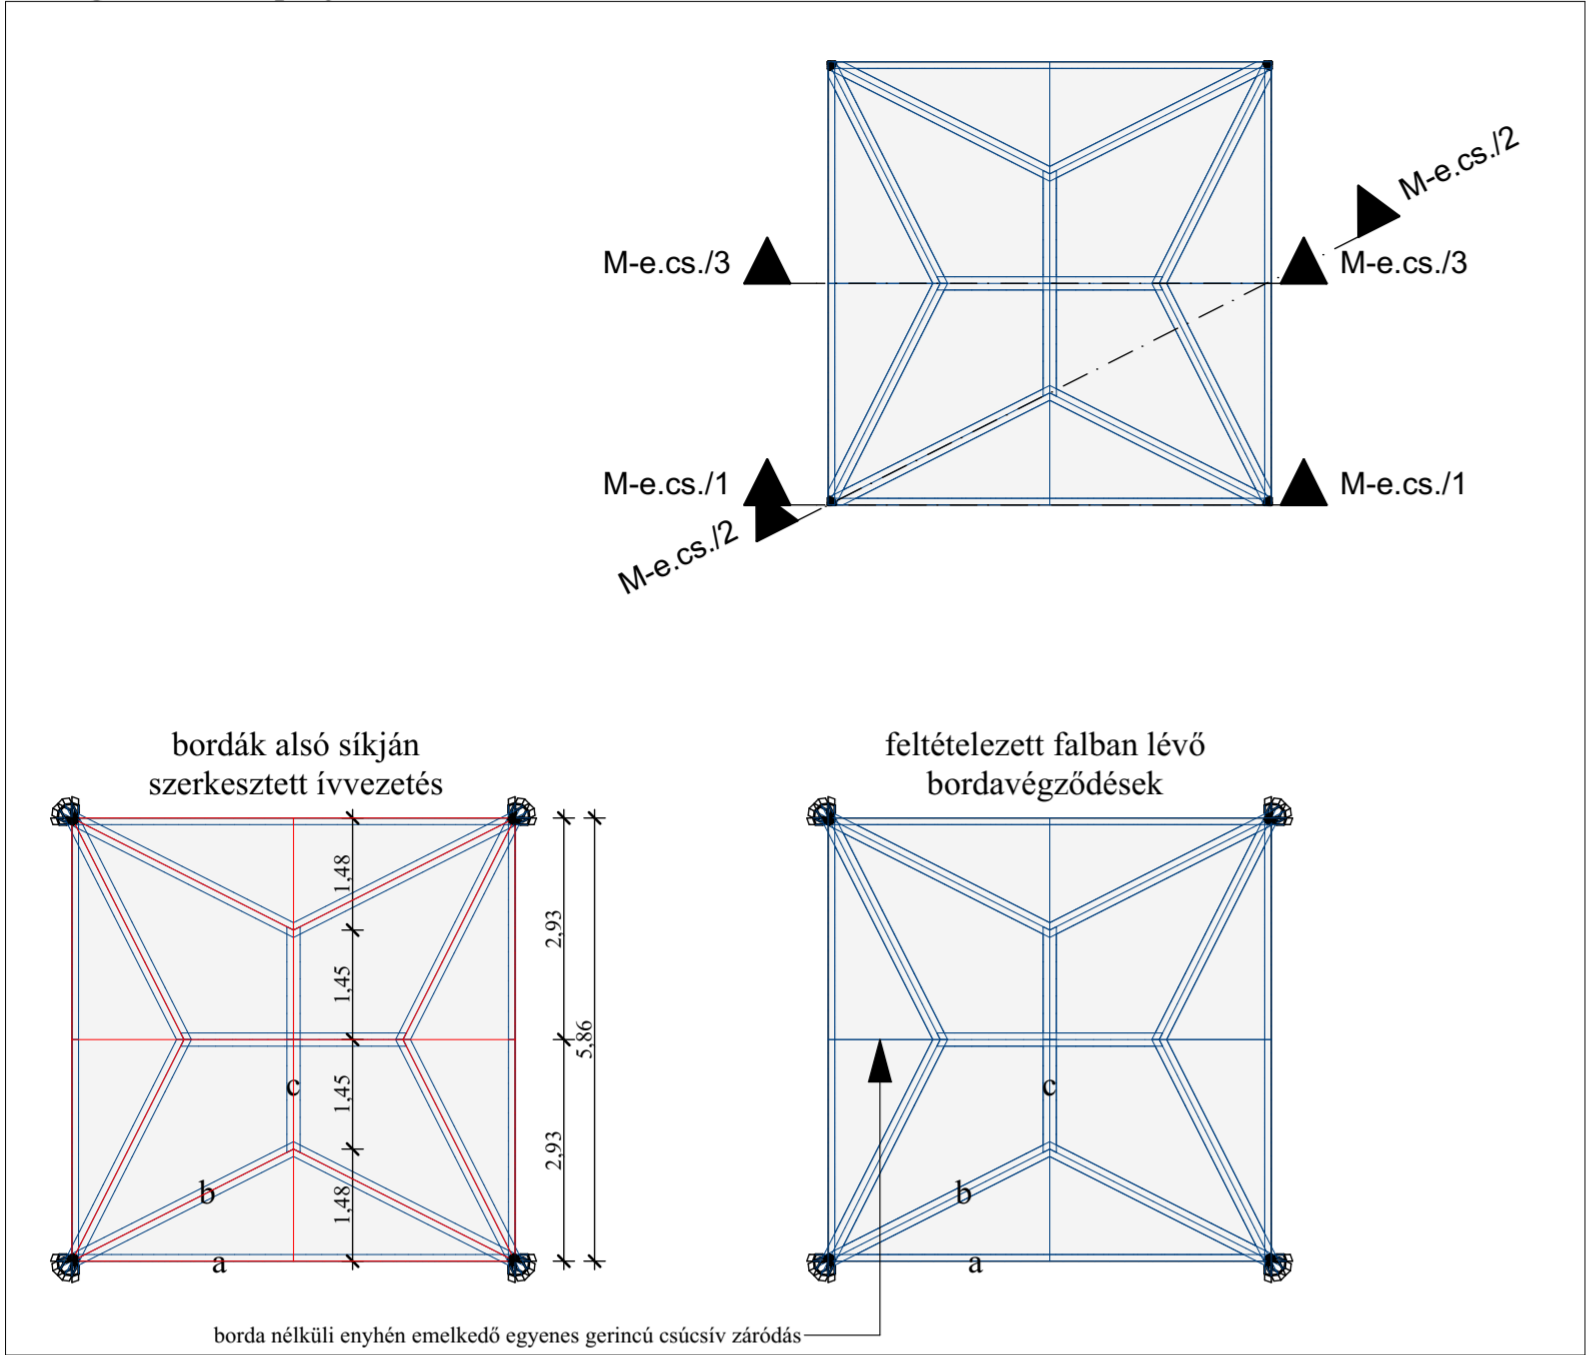 M-e.cs./2
M-e.cs./3
M-e.cs./3
M-e.cs./1
M-e.cs./1
M-e.cs./2
bordák alsó síkján
szerkesztett ívvezetés
feltételezett falban lévő
bordavégződések
1,48
2,93
1,45
5,86
c
1,45
2,93
b
1,48
a
c
b
a
borda nélküli enyhén emelkedő egyenes gerincú csúcsív záródás